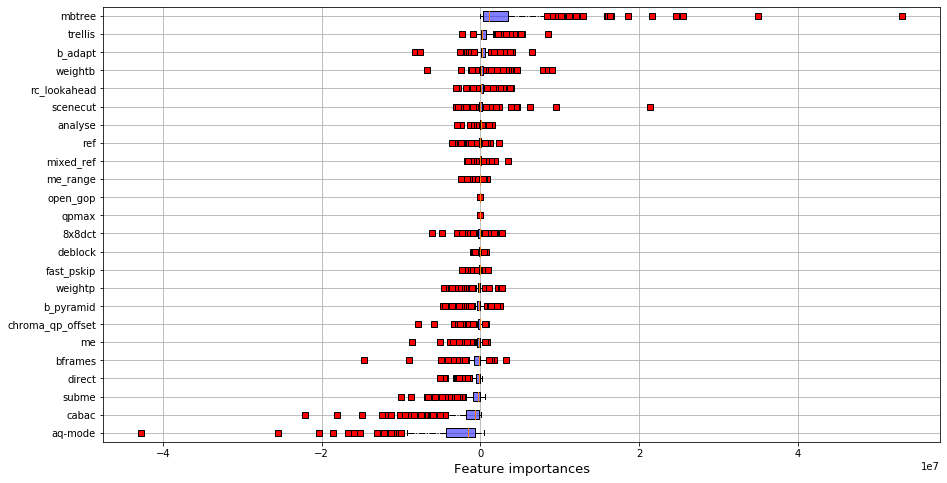 mbtree
trellis
b_adapt
weightb
rc_lookahead
scenecut
analyse
ref
mixed_ref
me_range
open_gop
qpmax
8x8dct
deblock
fast_pskip
weightp
b_pyramid
chroma_qp_offset
me
bframes
direct
subme
cabac
aq-mode
−4 −2 0 2 4
1e7
Feature importances